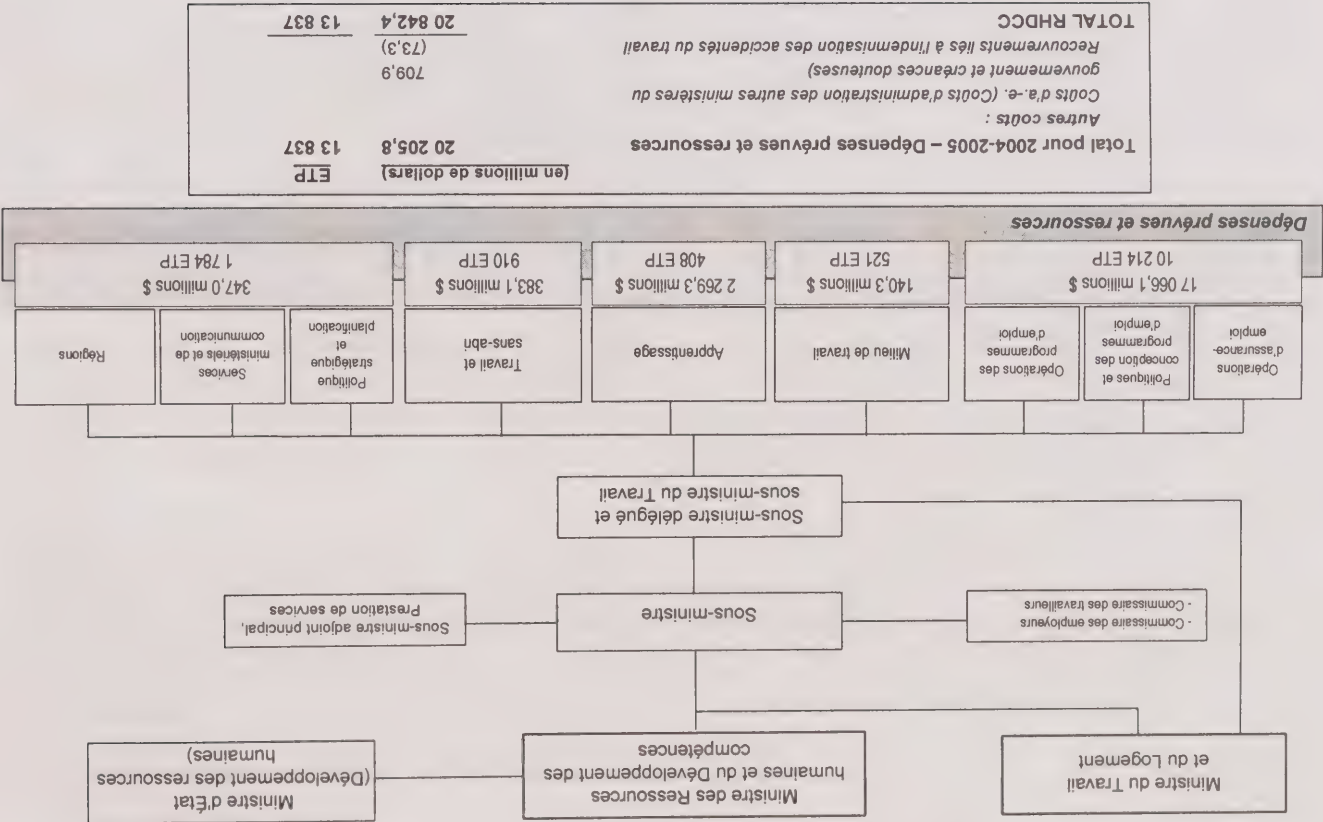 Ministre du Travail
et du Logement
Ministre des Ressources
humaines et du Développement des
compétences
Ministre d'État
(Développement des ressources
humaines)
- Commissaire des employeurs
- Commissaire des travailleurs
Sous-ministre
Sous-ministre adjoint principal,
Prestation de services
Sous-ministre délégué et
sous-ministre du Travail
Opérations
d'assurance-
emploi
Politiques et
conception des
programmes
d'emploi
Opérations des
programmes
d'emploi
Milieu de travail
Apprentissage
Travail et
sans-abri
Politique
stratégique
et
planification
Services
ministériels et de
communication
Régions
17 066,1 millions $
10 214 ETP
140,3 millions $
521 ETP
2 269,3 millions $
408 ETP
383,1 millions $
910 ETP
347,0 millions $
1 784 ETP
Dépenses prévues et ressources
(en millions de dollars) ETP
Total pour 2004-2005 – Dépenses prévues et ressources 20 205,8 13 837
Autres coûts :
Coûts d'a.-e. (Coûts d'administration des autres ministères du
gouvernement et créances douteuses) 709,9
Recouvrements liés à l'indemnisation des accidentés du travail (73,3)
TOTAL RHDCC 20 842,4 13 837